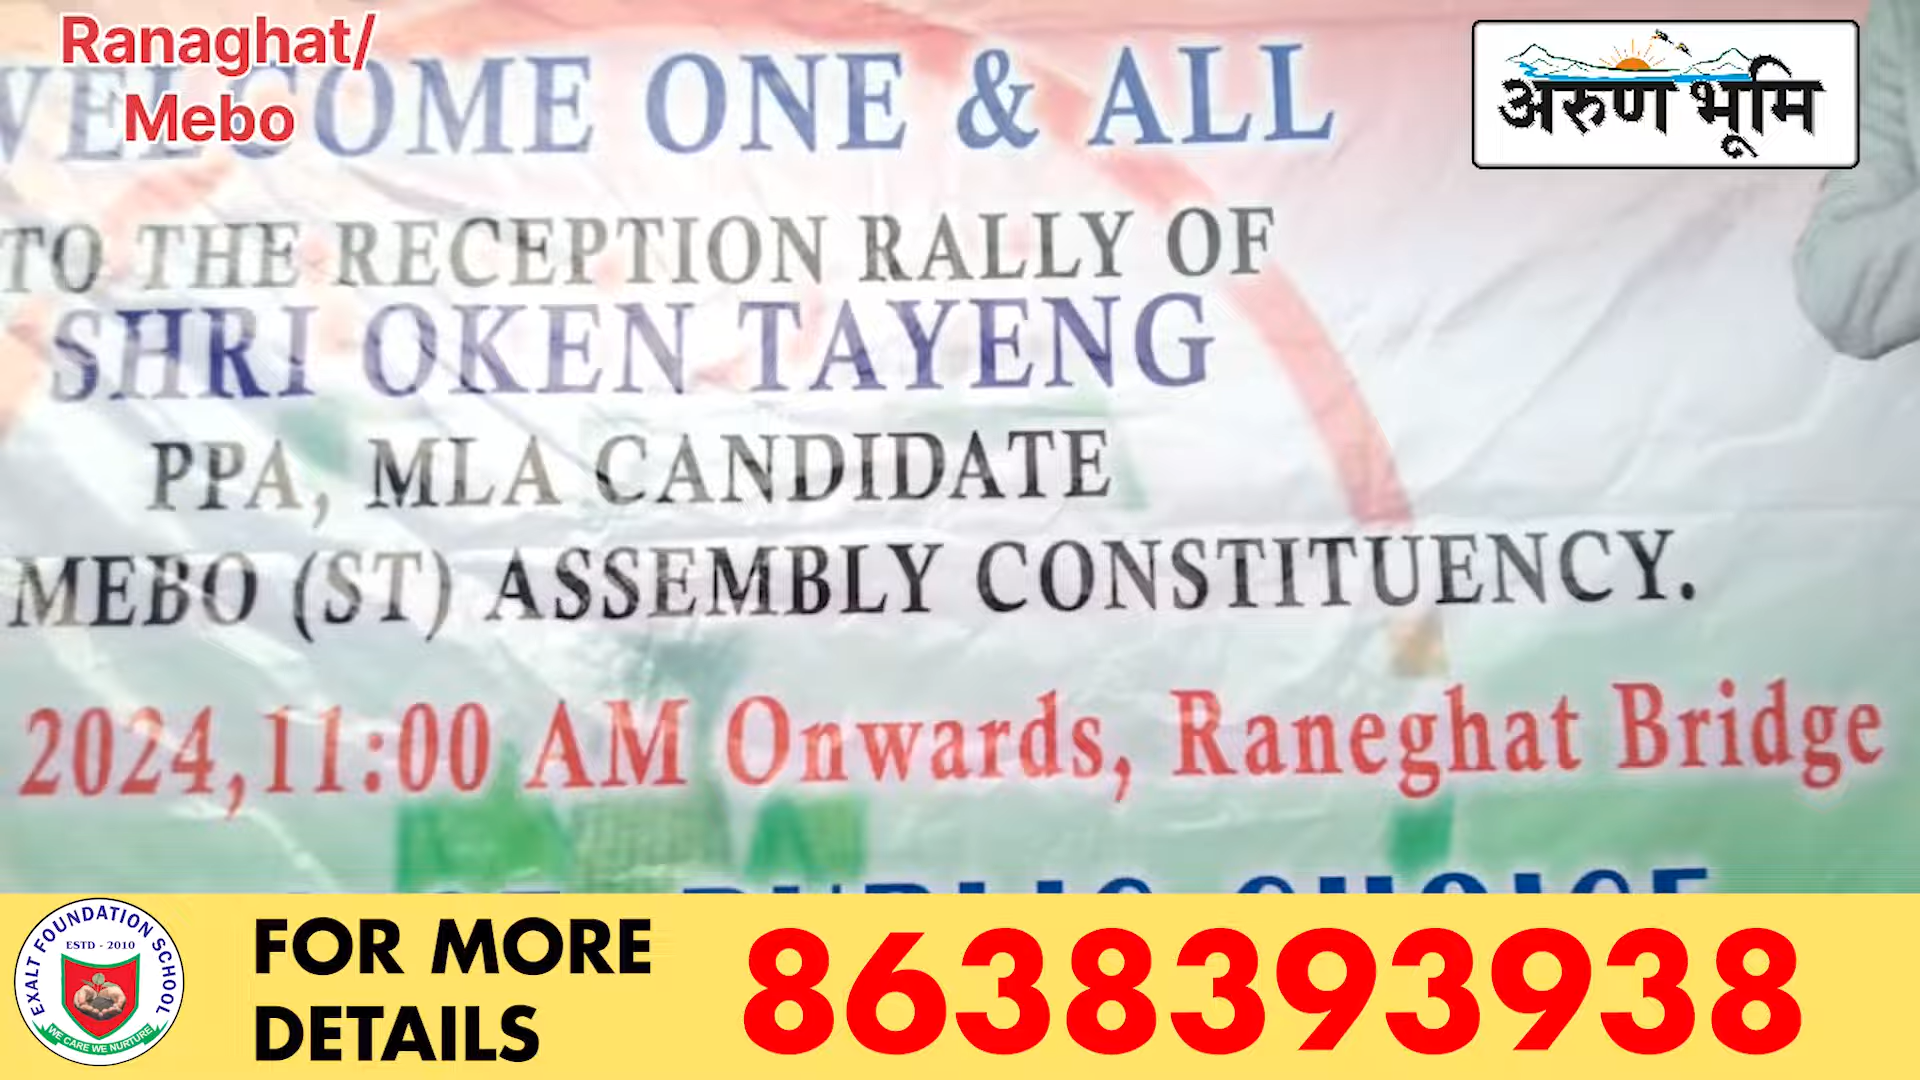 Ranaghat/
Mebo
अरुण भूमि
WELCOME ONE & ALL
TO THE RECEPTION RALLY OF
SHRI OKEN TAYENG
PPA, MLA CANDIDATE
MEBO (ST) ASSEMBLY CONSTITUENCY.
2024,11:00 AM Onwards, Raneghat Bridge
PUBLIC CHOICE
EXALT FOUNDATION SCHOOL
ESTD - 2010
WE CARE WE NURTURE
FOR MORE
DETAILS
8638393938